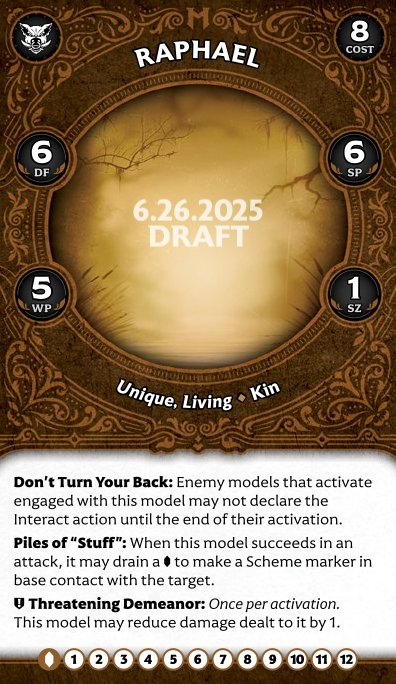 RAPHAEL
8
COST
6
DF
6
SP
6.26.2025
DRAFT
5
WP
1
SZ
Unique, Living ◆ Kin
Don’t Turn Your Back: Enemy models that activate
engaged with this model may not declare the
Interact action until the end of their activation.
Piles of “Stuff”: When this model succeeds in an
attack, it may drain a to make a Scheme marker in
base contact with the target.
Threatening Demeanor: Once per activation.
This model may reduce damage dealt to it by 1.
1 2 3 4 5 6 7 8 9 10 11 12